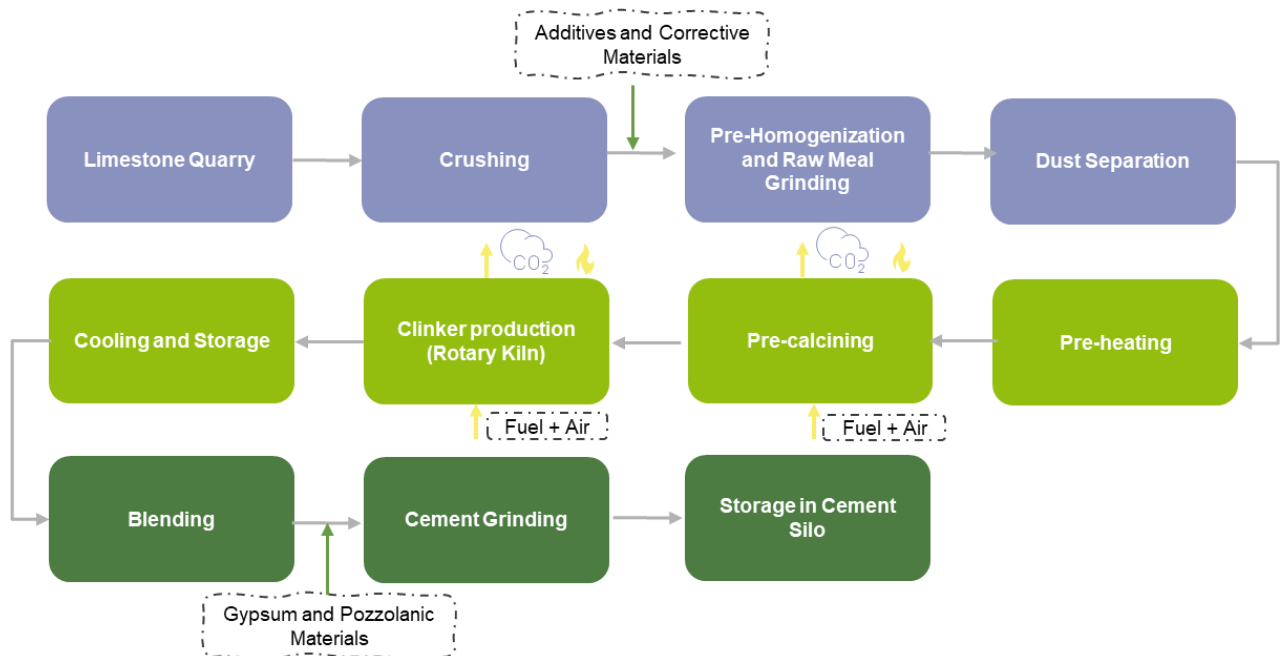 Additives and Corrective
Materials
Limestone Quarry
Crushing
Pre-Homogenization
and Raw Meal
Grinding
Dust Separation
CO2
CO2
Cooling and Storage
Clinker production
(Rotary Kiln)
Pre-calcining
Pre-heating
Fuel + Air
Fuel + Air
Blending
Cement Grinding
Storage in Cement
Silo
Gypsum and Pozzolanic
Materials